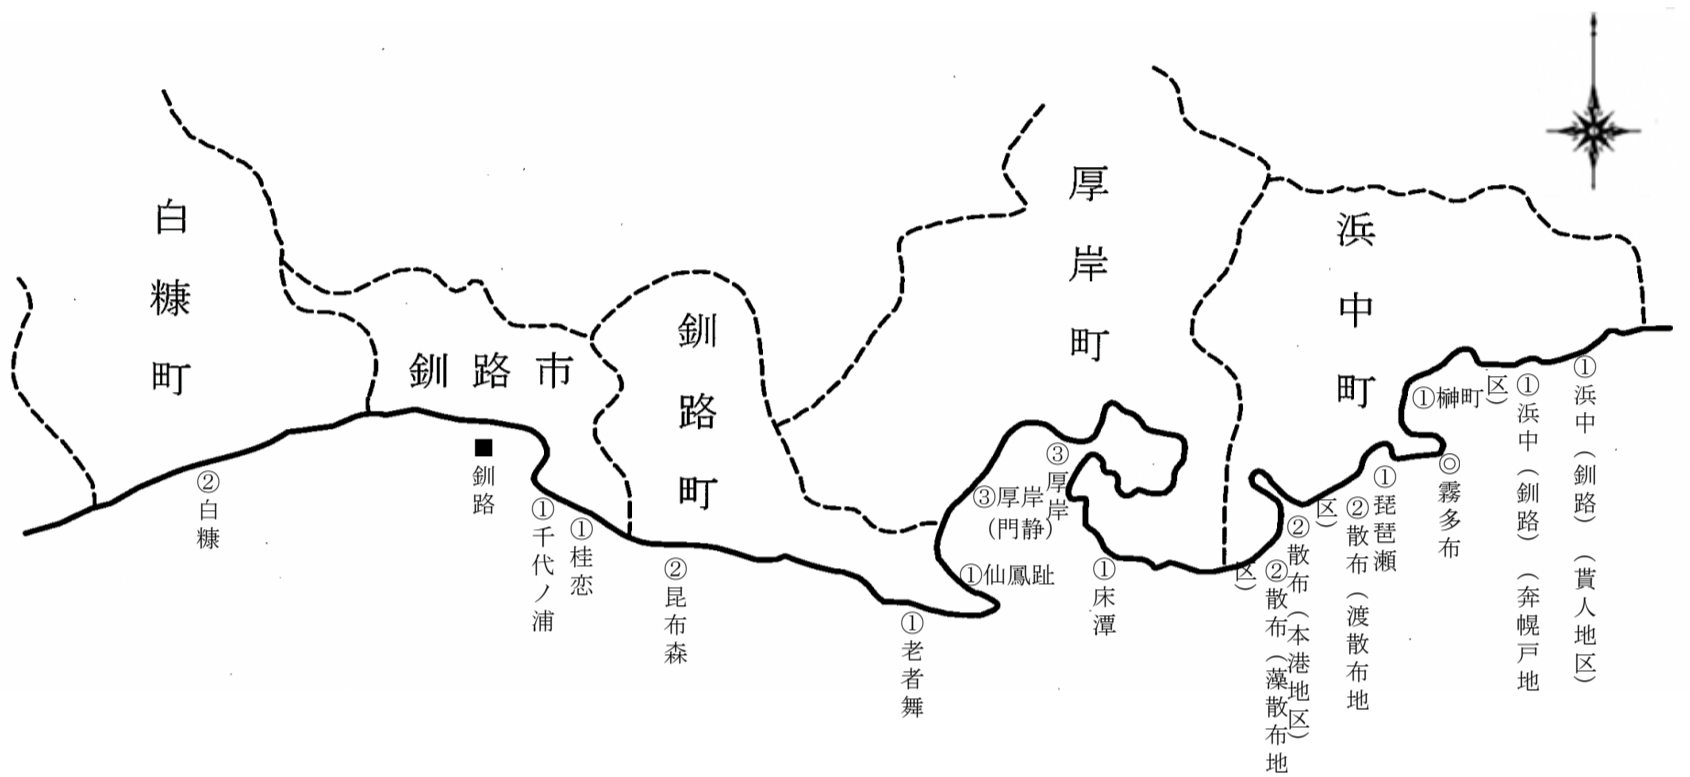 白糠町
釧路市
釧路町
厚岸町
浜中町
②白糠
■釧路
①千代ノ浦
①桂恋
②昆布森
①老者舞
①仙鳳趾
③厚岸
（門静）
③厚岸
①床潭
②散布（藻散布地
区）
②散布（本港地区）
②散布（渡散布地
区）
①琵琶瀬
◎霧多布
①榊町
①浜中（釧路）（奔幌戸地
区）
①浜中（釧路）（貰人地区）